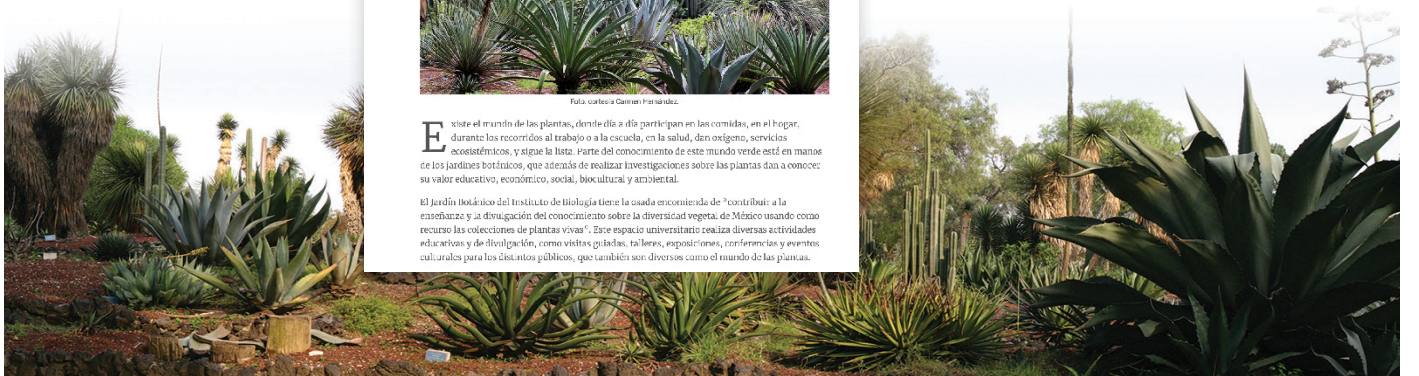 Foto: cortesía Carmen Hernández.
Existe el mundo de las plantas, donde día a día participan en las comidas, en el hogar,
durante los recorridos al trabajo o a la escuela, en la salud, dan oxígeno, servicios
ecosistémicos, y sigue la lista. Parte del conocimiento de este mundo verde está en manos
de los jardines botánicos, que además de realizar investigaciones sobre las plantas dan a conocer
su valor educativo, económico, social, biocultural y ambiental.
El Jardín Botánico del Instituto de Biología tiene la osada encomienda de "contribuir a la
enseñanza y la divulgación del conocimiento sobre la diversidad vegetal de México usando como
recurso las colecciones de plantas vivas". Este espacio universitario realiza diversas actividades
educativas y de divulgación, como visitas guiadas, talleres, exposiciones, conferencias y eventos
culturales para los distintos públicos, que también son diversos como el mundo de las plantas.